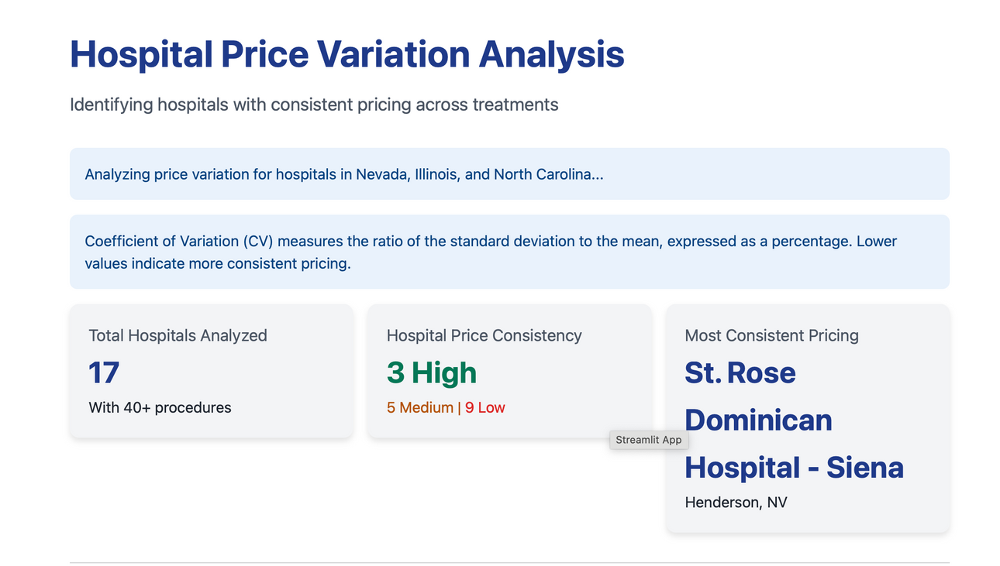 Hospital Price Variation Analysis
Identifying hospitals with consistent pricing across treatments
Analyzing price variation for hospitals in Nevada, Illinois, and North Carolina...
Coefficient of Variation (CV) measures the ratio of the standard deviation to the mean, expressed as a percentage. Lower
values indicate more consistent pricing.
Total Hospitals Analyzed
17
With 40+ procedures
Hospital Price Consistency
3 High
5 Medium | 9 Low
Streamlit App
Most Consistent Pricing
St. Rose
Dominican
Hospital - Siena
Henderson, NV